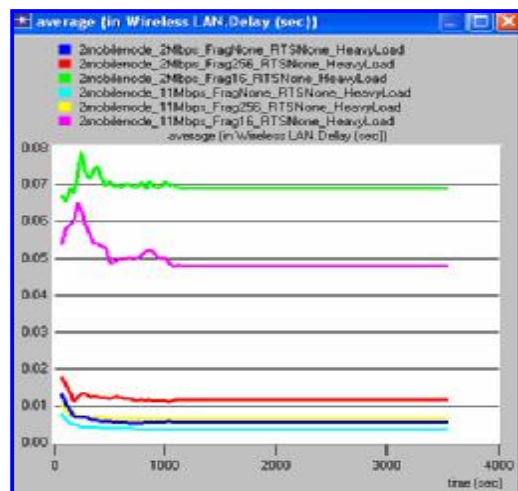 average (in Wireless LAN.Delay (sec))
2mobilenode_2Mbps_FragNone_RTSNone_HeavyLoad
2mobilenode_2Mbps_Frag256_RTSNone_HeavyLoad
2mobilenode_2Mbps_Frag16_RTSNone_HeavyLoad
2mobilenode_11Mbps_FragNone_RTSNone_HeavyLoad
2mobilenode_11Mbps_Frag256_RTSNone_HeavyLoad
2mobilenode_11Mbps_Frag16_RTSNone_HeavyLoad
average (in Wireless LAN.Delay (sec))
0.08
0.07
0.06
0.05
0.04
0.03
0.02
0.01
0.00
0 1000 2000 3000 4000
time (sec)